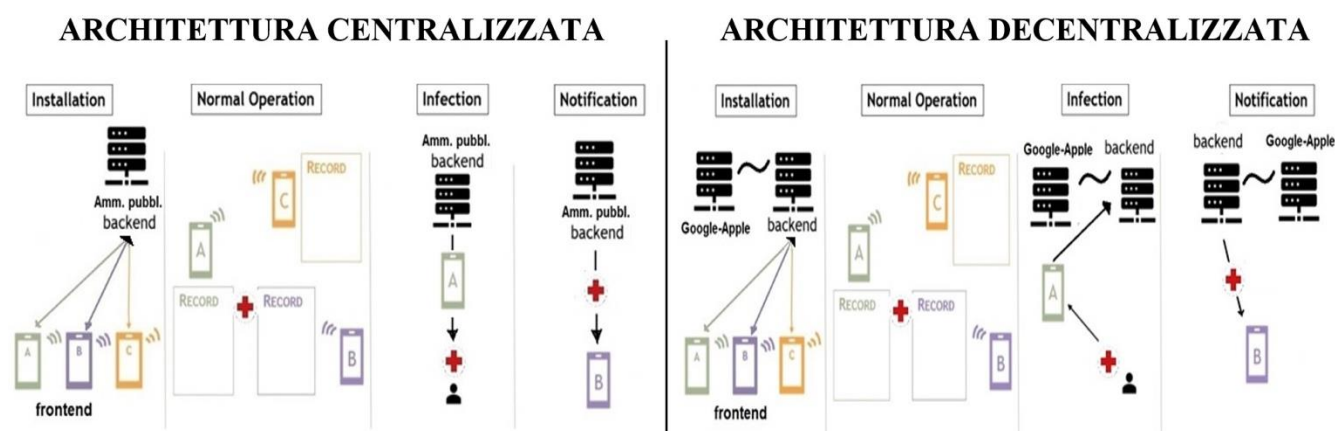 ARCHITETTURA CENTRALIZZATA
Installation
Normal Operation
Infection
Notification
Amm. pubbl.
backend
A
B
C
frontend
C
RECORD
A
RECORD
RECORD
B
Amm. pubbl.
backend
A
Amm. pubbl.
backend
B
ARCHITETTURA DECENTRALIZZATA
Installation
Normal Operation
Infection
Notification
Google-Apple
backend
A
B
C
frontend
C
RECORD
A
RECORD
RECORD
B
Google-Apple
backend
A
backend
Google-Apple
B